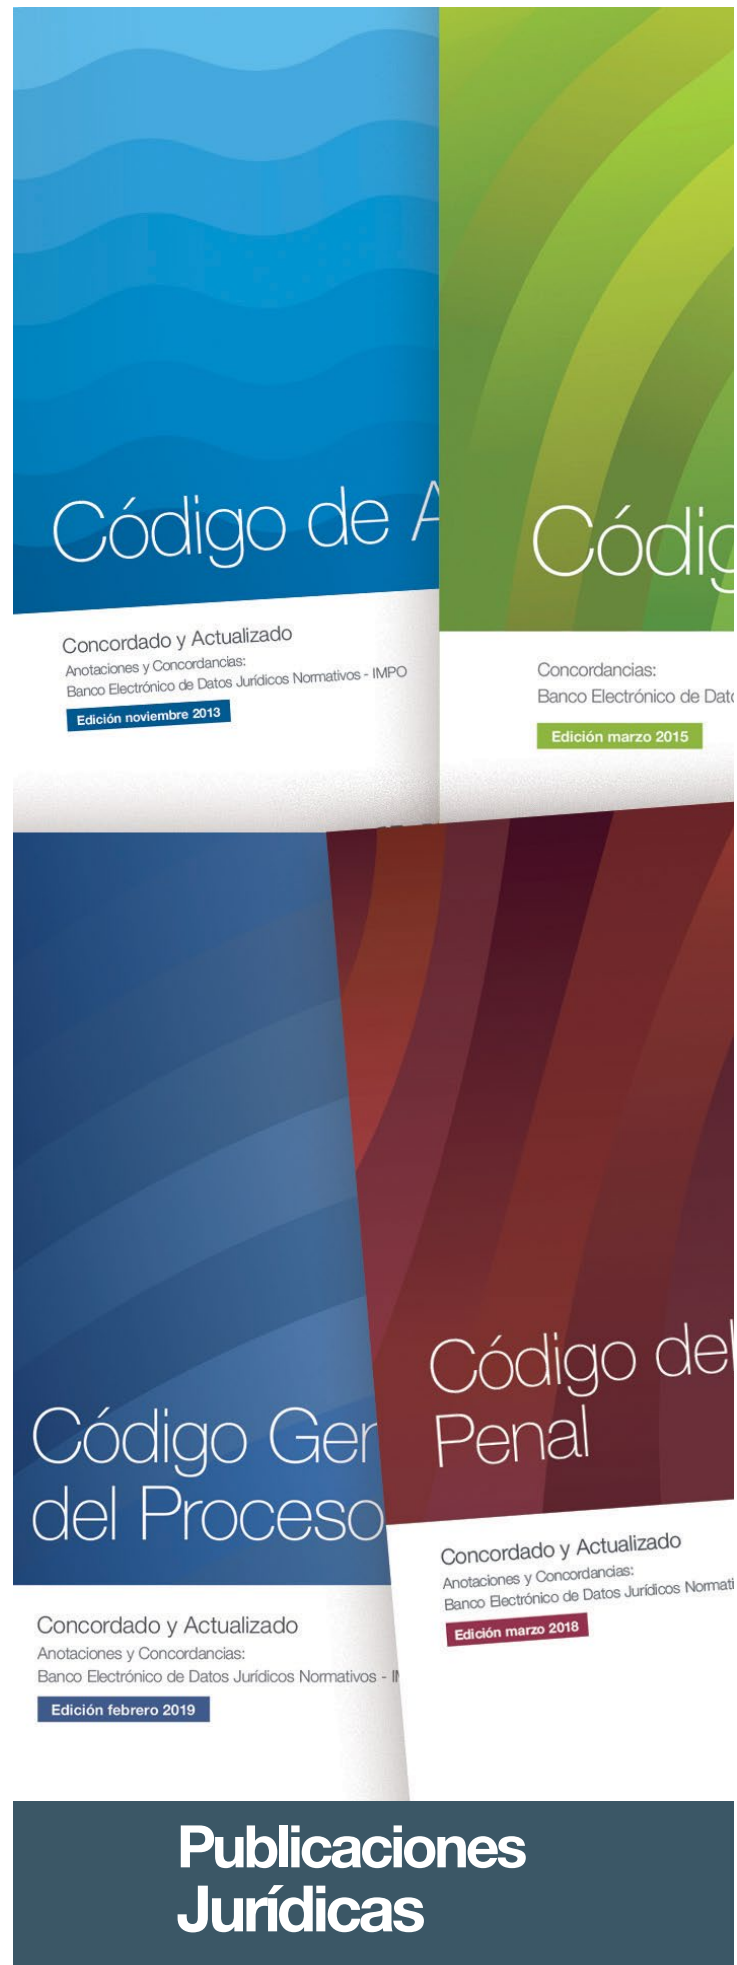 Código de A
Concordado y Actualizado
Anotaciones y Concordancias:
Banco Electrónico de Datos Jurídicos Normativos - IMPO
Edición noviembre 2013
Códig
Concordancias:
Banco Electrónico de Dato
Edición marzo 2015
Código Gen
del Proceso
Concordado y Actualizado
Anotaciones y Concordancias:
Banco Electrónico de Datos Jurídicos Normativos - IM
Edición febrero 2019
Código del
Penal
Concordado y Actualizado
Anotaciones y Concordancias:
Banco Electrónico de Datos Jurídicos Normati
Edición marzo 2018
Publicaciones
Jurídicas